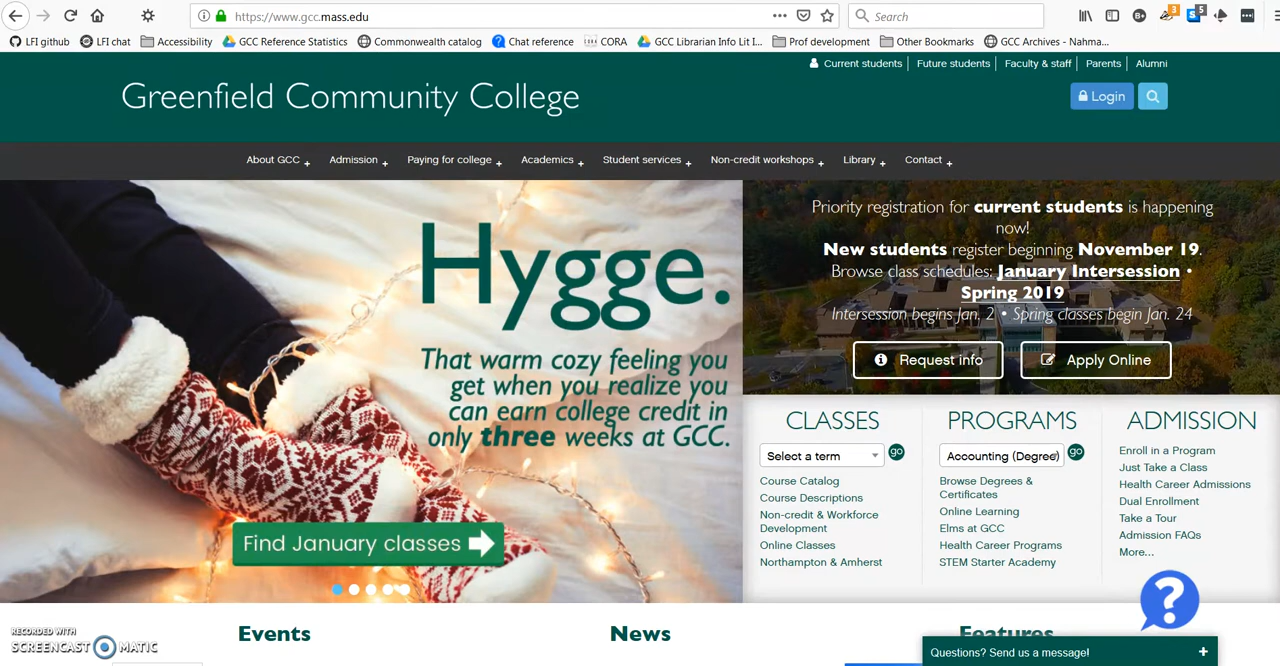 https://www.gcc.mass.edu
Search
3
5
LFI github
LFI chat
Accessibility
GCC Reference Statistics
Commonwealth catalog
Chat reference
CORA
GCC Librarian Info Lit I...
Prof development
Other Bookmarks
GCC Archives - Nahma...
Current students
Future students
Faculty & staff
Parents
Alumni
Greenfield Community College
Login
About GCC +
Admission +
Paying for college +
Academics +
Student services +
Non-credit workshops +
Library +
Contact +
Hygge.
That warm cozy feeling you
get when you realize you
can earn college credit in
only three weeks at GCC.
Find January classes
Priority registration for current students is happening
now!
New students register beginning November 19.
Browse class schedules: January Intersession •
Spring 2019
Intersession begins Jan. 2 • Spring classes begin Jan. 24
Request info
Apply Online
CLASSES
Select a term
go
Course Catalog
Course Descriptions
Non-credit & Workforce
Development
Online Classes
Northampton & Amherst
PROGRAMS
Accounting (Degree)
go
Browse Degrees &
Certificates
Online Learning
Elms at GCC
Health Career Programs
STEM Starter Academy
ADMISSION
Enroll in a Program
Just Take a Class
Health Career Admissions
Dual Enrollment
Take a Tour
Admission FAQs
More...
?
Events
News
Features
Questions? Send us a message! +
RECORDED WITH
SCREENCAST MATIC